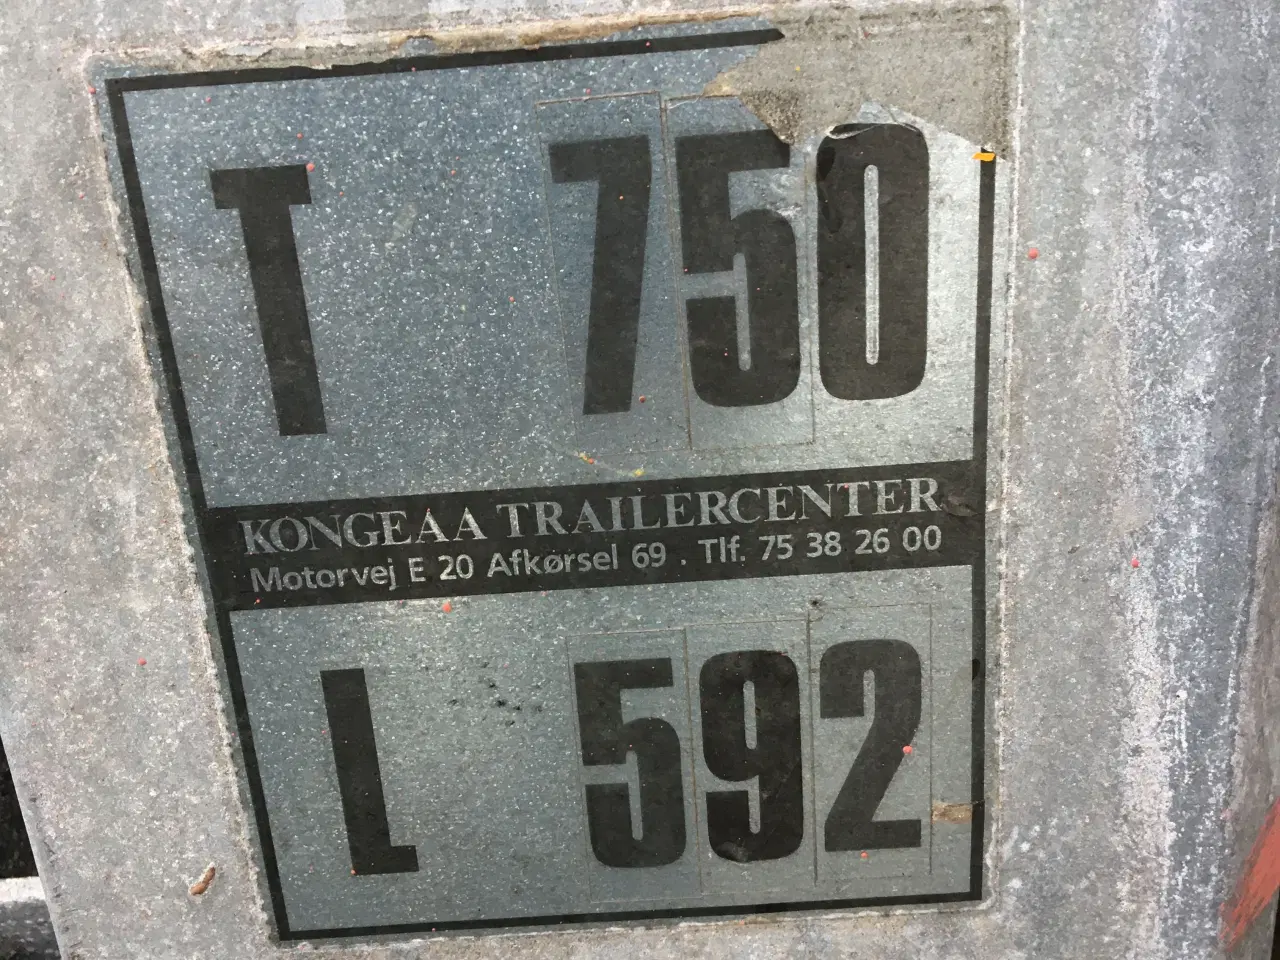 T 750
KONGEAA TRAILERCENTER
Motorvej E 20 Afkørsel 69 . Tlf. 75 38 26 00
L 592